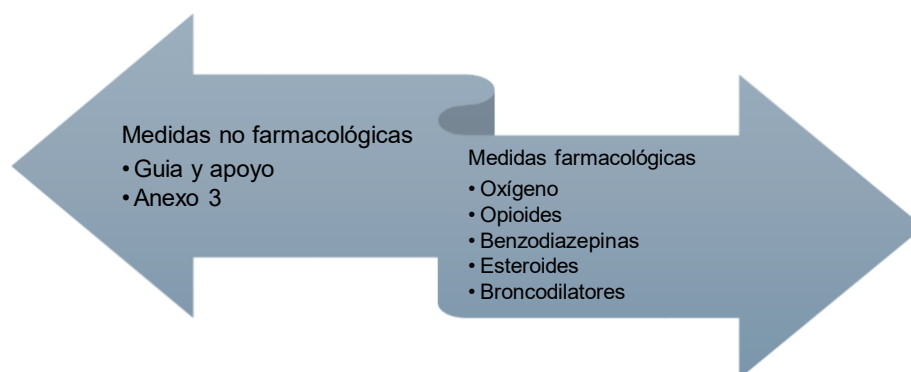 Medidas no farmacológicas
• Guia y apoyo
• Anexo 3
Medidas farmacológicas
• Oxígeno
• Opioides
• Benzodiazepinas
• Esteroides
• Broncodilatores